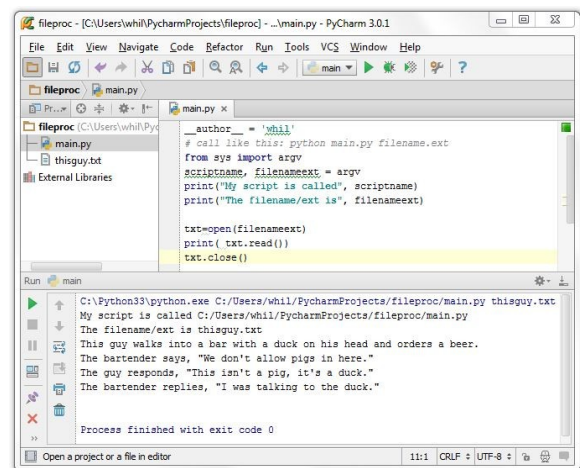 fileproc - [C:\Users\whil\PycharmProjects\fileproc] - ...\main.py - PyCharm 3.0.1
File Edit View Navigate Code Refactor Run Tools VCS Window Help
main
fileproc main.py
Pr...
main.py ×
fileproc (C:\Users\whil\Pyc
main.py
thisguy.txt
External Libraries
__author__ = 'whil'
# call like this: python main.py filename.ext
from sys import argv
scriptname, filenameext = argv
print("My script is called", scriptname)
print("The filename/ext is", filenameext)
txt=open(filenameext)
print( txt.read())
txt.close()
Run main
C:\Python33\python.exe C:/Users/whil/PycharmProjects/fileproc/main.py thisguy.txt
My script is called C:/Users/whil/PycharmProjects/fileproc/main.py
The filename/ext is thisguy.txt
This guy walks into a bar with a duck on his head and orders a beer.
The bartender says, "We don't allow pigs in here."
The guy responds, "This isn't a pig, it's a duck."
The bartender replies, "I was talking to the duck."
Process finished with exit code 0
Open a project or a file in editor
11:1 CRLF UTF-8